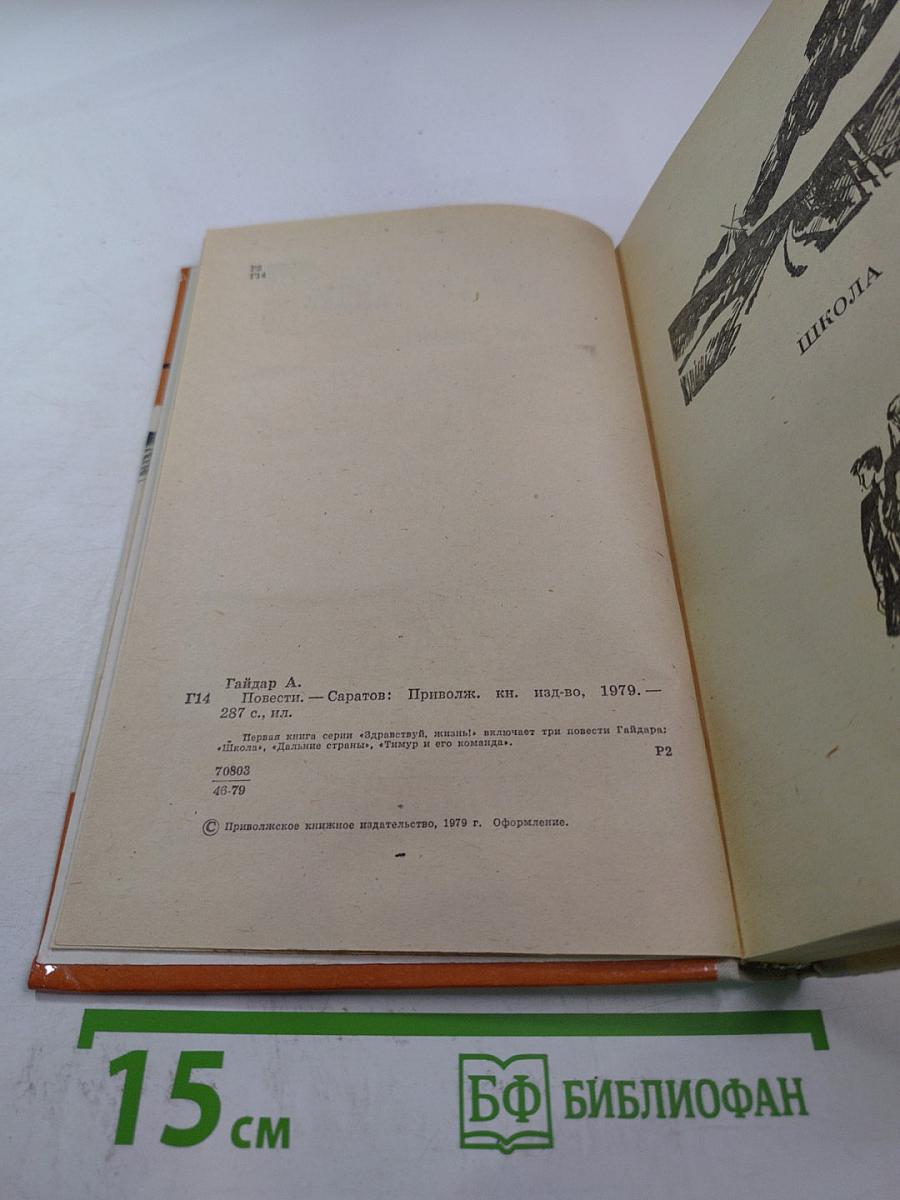 Р2
Г14
Гайдар А.
Г14 Повести. — Саратов: Приволж. кн. изд-во, 1979. —
287 с., ил.
Первая книга серии «Здравствуй, жизнь!» включает три повести Гайдара:
«Школа», «Дальние страны», «Тимур и его команда».
Р2
70803
46-79
© Приволжское книжное издательство, 1979 г. Оформление.
ШКОЛА
15 см
БФ БИБЛИОФАН